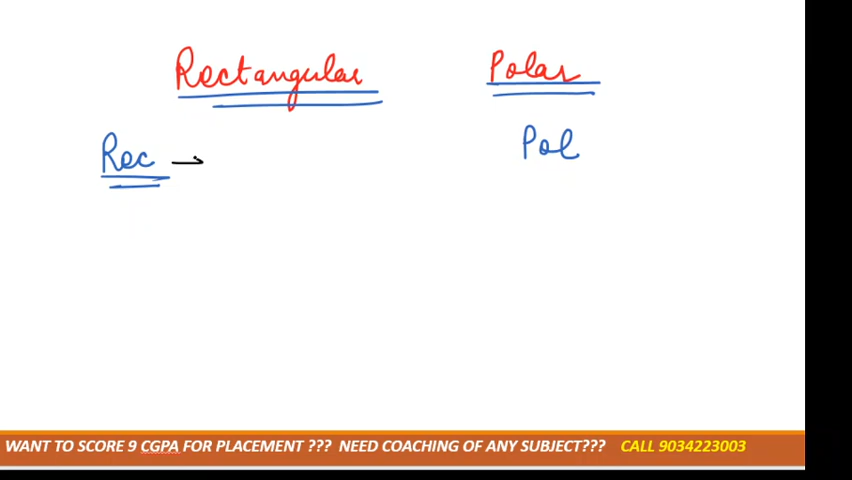 Rectangular Polar
Rec → Pol
WANT TO SCORE 9 CGPA FOR PLACEMENT ??? NEED COACHING OF ANY SUBJECT??? CALL 9034223003